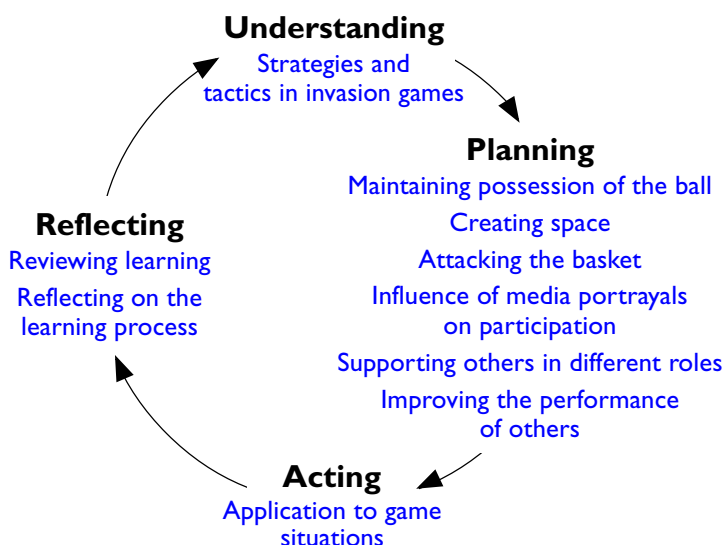 Understanding
Strategies and
tactics in invasion games
Planning
Maintaining possession of the ball
Creating space
Attacking the basket
Influence of media portrayals
on participation
Supporting others in different roles
Improving the performance
of others
Acting
Application to game
situations
Reflecting
Reviewing learning
Reflecting on the
learning process